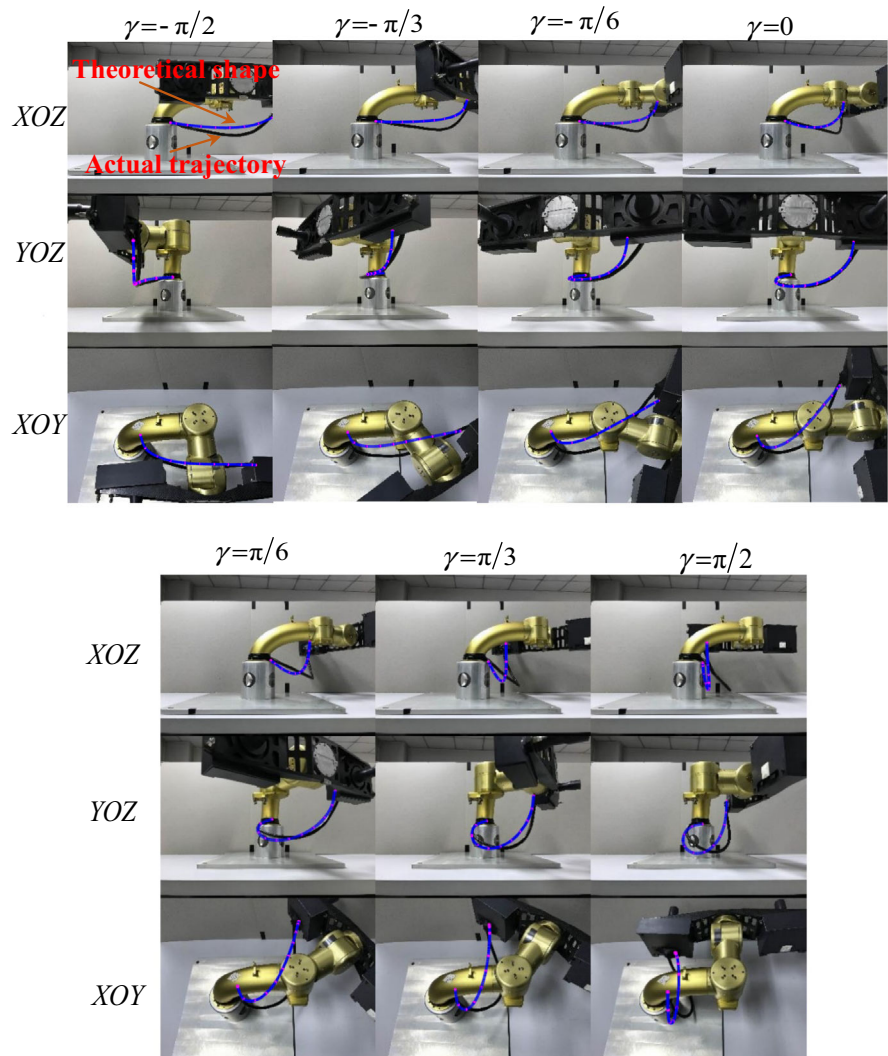 γ=- π/2 γ=- π/3 γ=- π/6 γ=0
Theoretical shape
XOZ
Actual trajectory
YOZ
XOY
γ=π/6 γ=π/3 γ=π/2
XOZ
YOZ
XOY